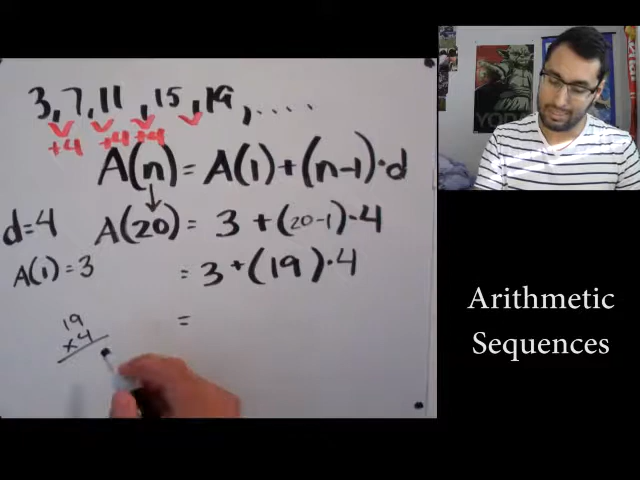 3, 7, 11, 15, 19, ....
+4 +4 +4
A(n) = A(1) + (n-1)·d
d=4 A(20) = 3 + (20-1)·4
A(1) = 3 = 3 + (19)·4
19
×4
=
YODA
Arithmetic
Sequences